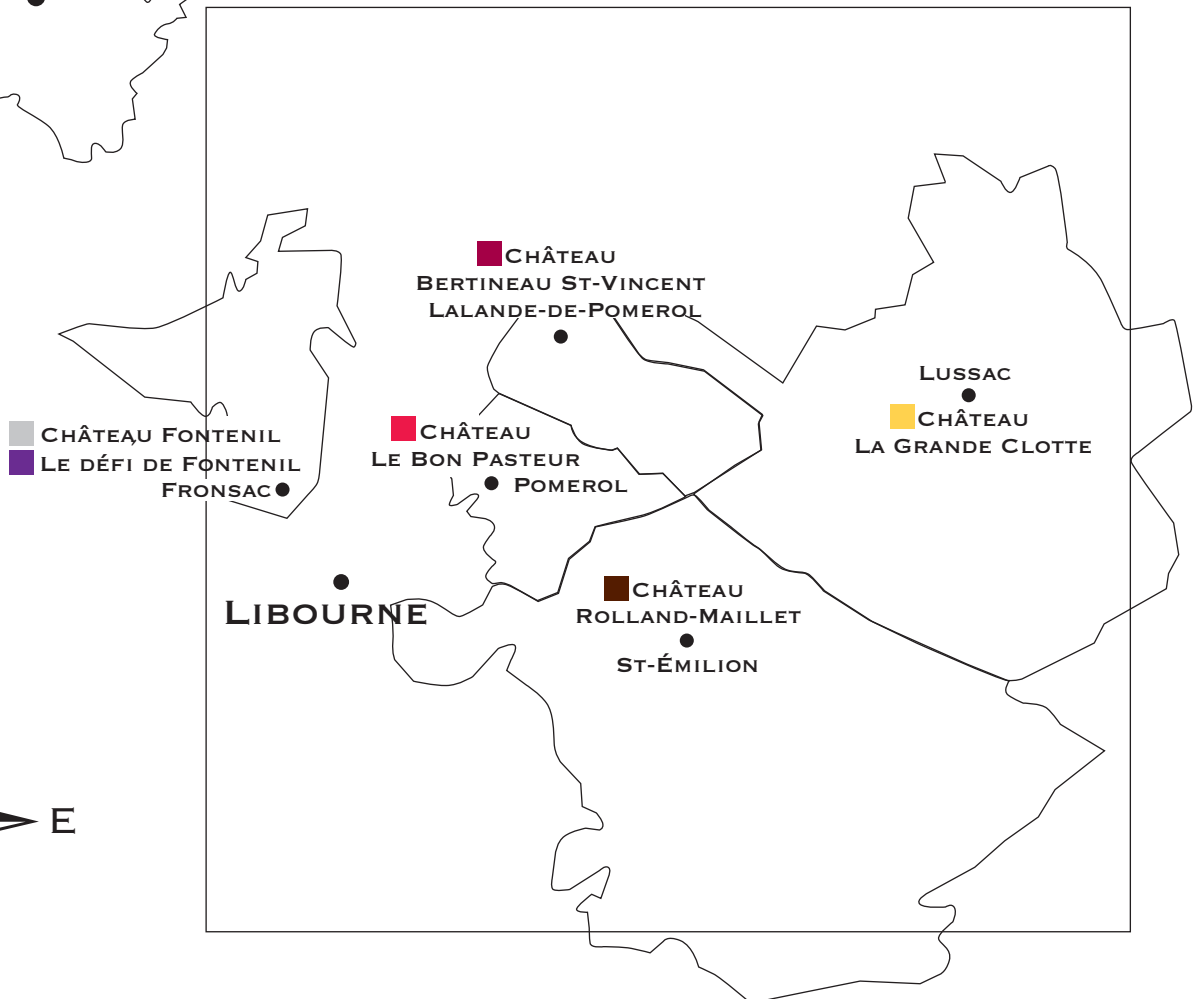 Château
Bertineau St-Vincent
Lalande-de-Pomerol
Lussac
Château
La Grande Clotte
Château Fontenil
Le défi de Fontenil
Fronsac
Château
Le Bon Pasteur
Pomerol
Libourne
Château
Rolland-Maillet
St-Émilion
E